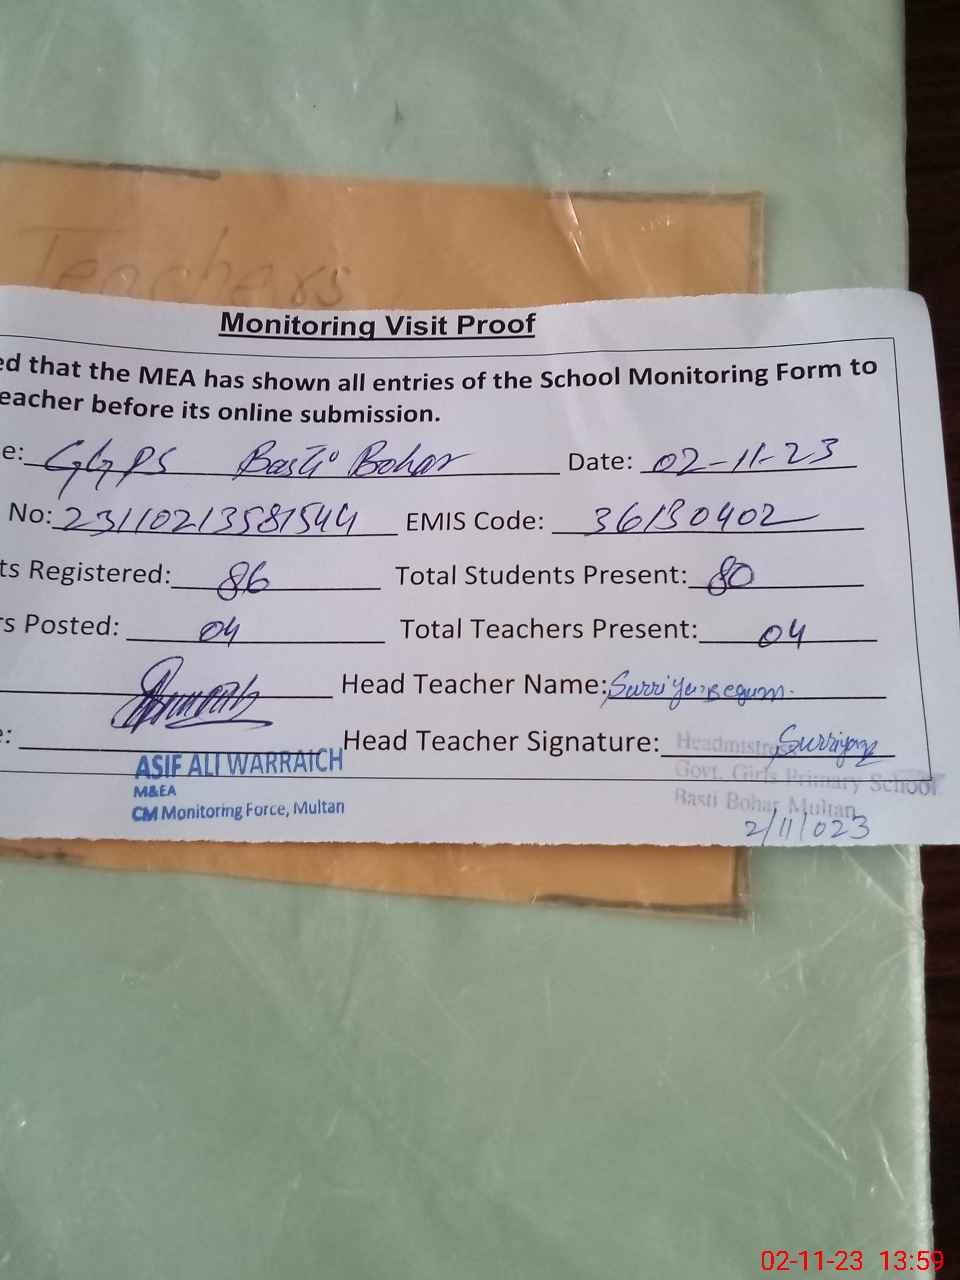 Teachers
Monitoring Visit Proof
ed that the MEA has shown all entries of the School Monitoring Form to
eacher before its online submission.
e: GGPS Basti Bohar Date: 02-11-23
No: 23110213581544 EMIS Code: 36130402
ts Registered: 86 Total Students Present: 80
rs Posted: 04 Total Teachers Present: 04
Head Teacher Name: Surriya Begum.
e: Head Teacher Signature: Surriya
Headmistress
ASIF ALI WARRAICH Govt. Girls Primary School
M&EA Basti Bohar Multan
CM Monitoring Force, Multan 2/11/023
02-11-23 13:59